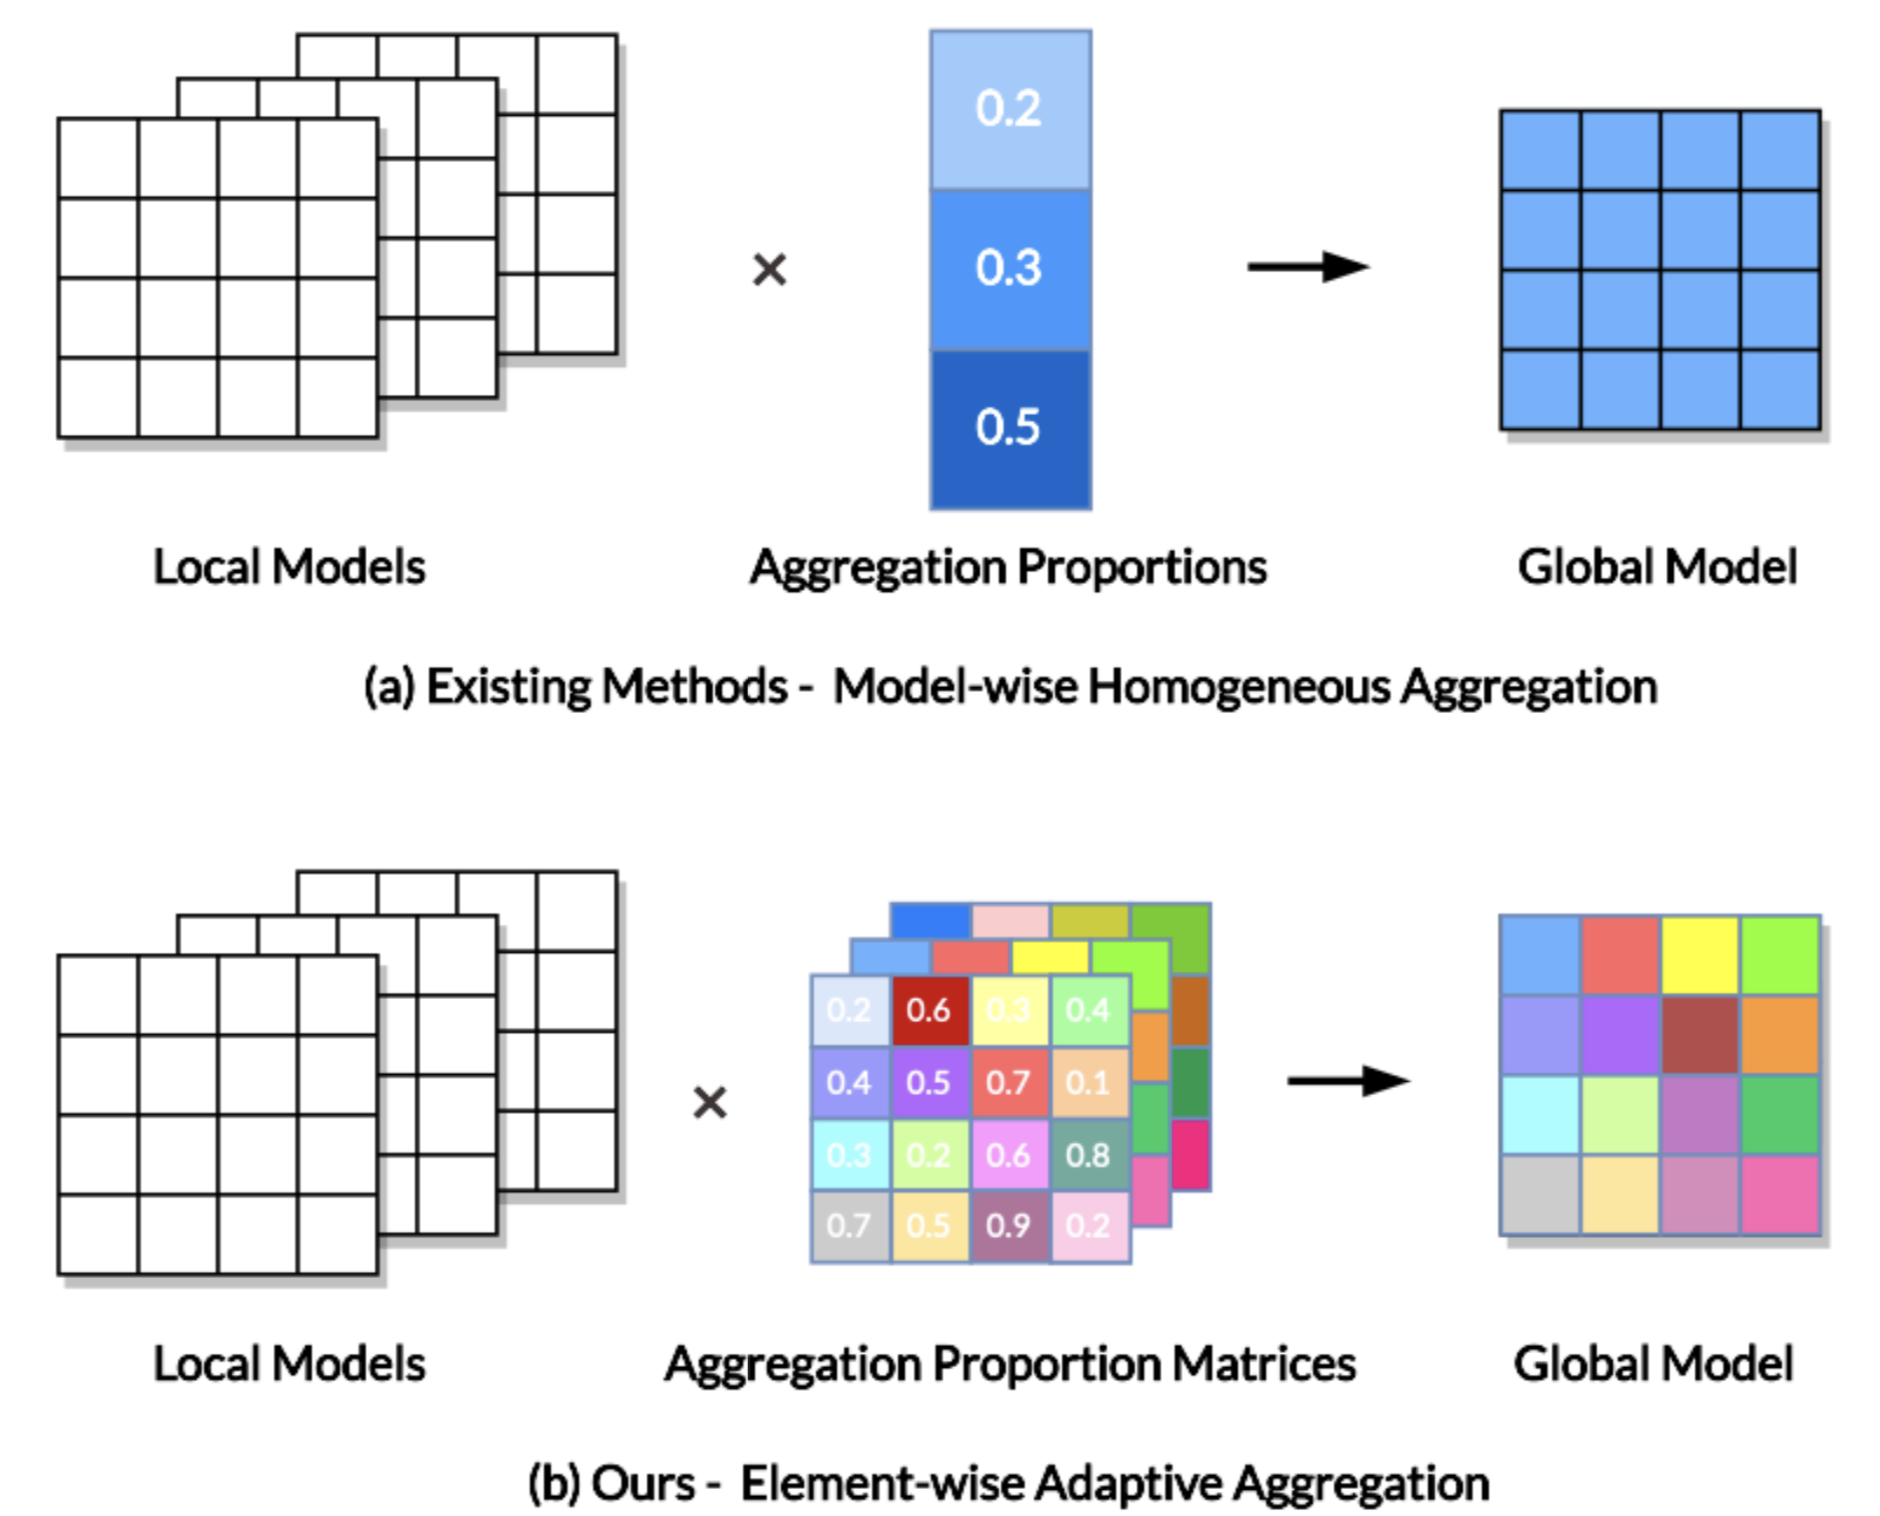 0.2
×
0.3
0.5
Local Models
Aggregation Proportions
Global Model
(a) Existing Methods - Model-wise Homogeneous Aggregation
0.2 0.6 0.3 0.4
0.4 0.5 0.7 0.1
×
0.3 0.2 0.6 0.8
0.7 0.5 0.9 0.2
Local Models
Aggregation Proportion Matrices
Global Model
(b) Ours - Element-wise Adaptive Aggregation